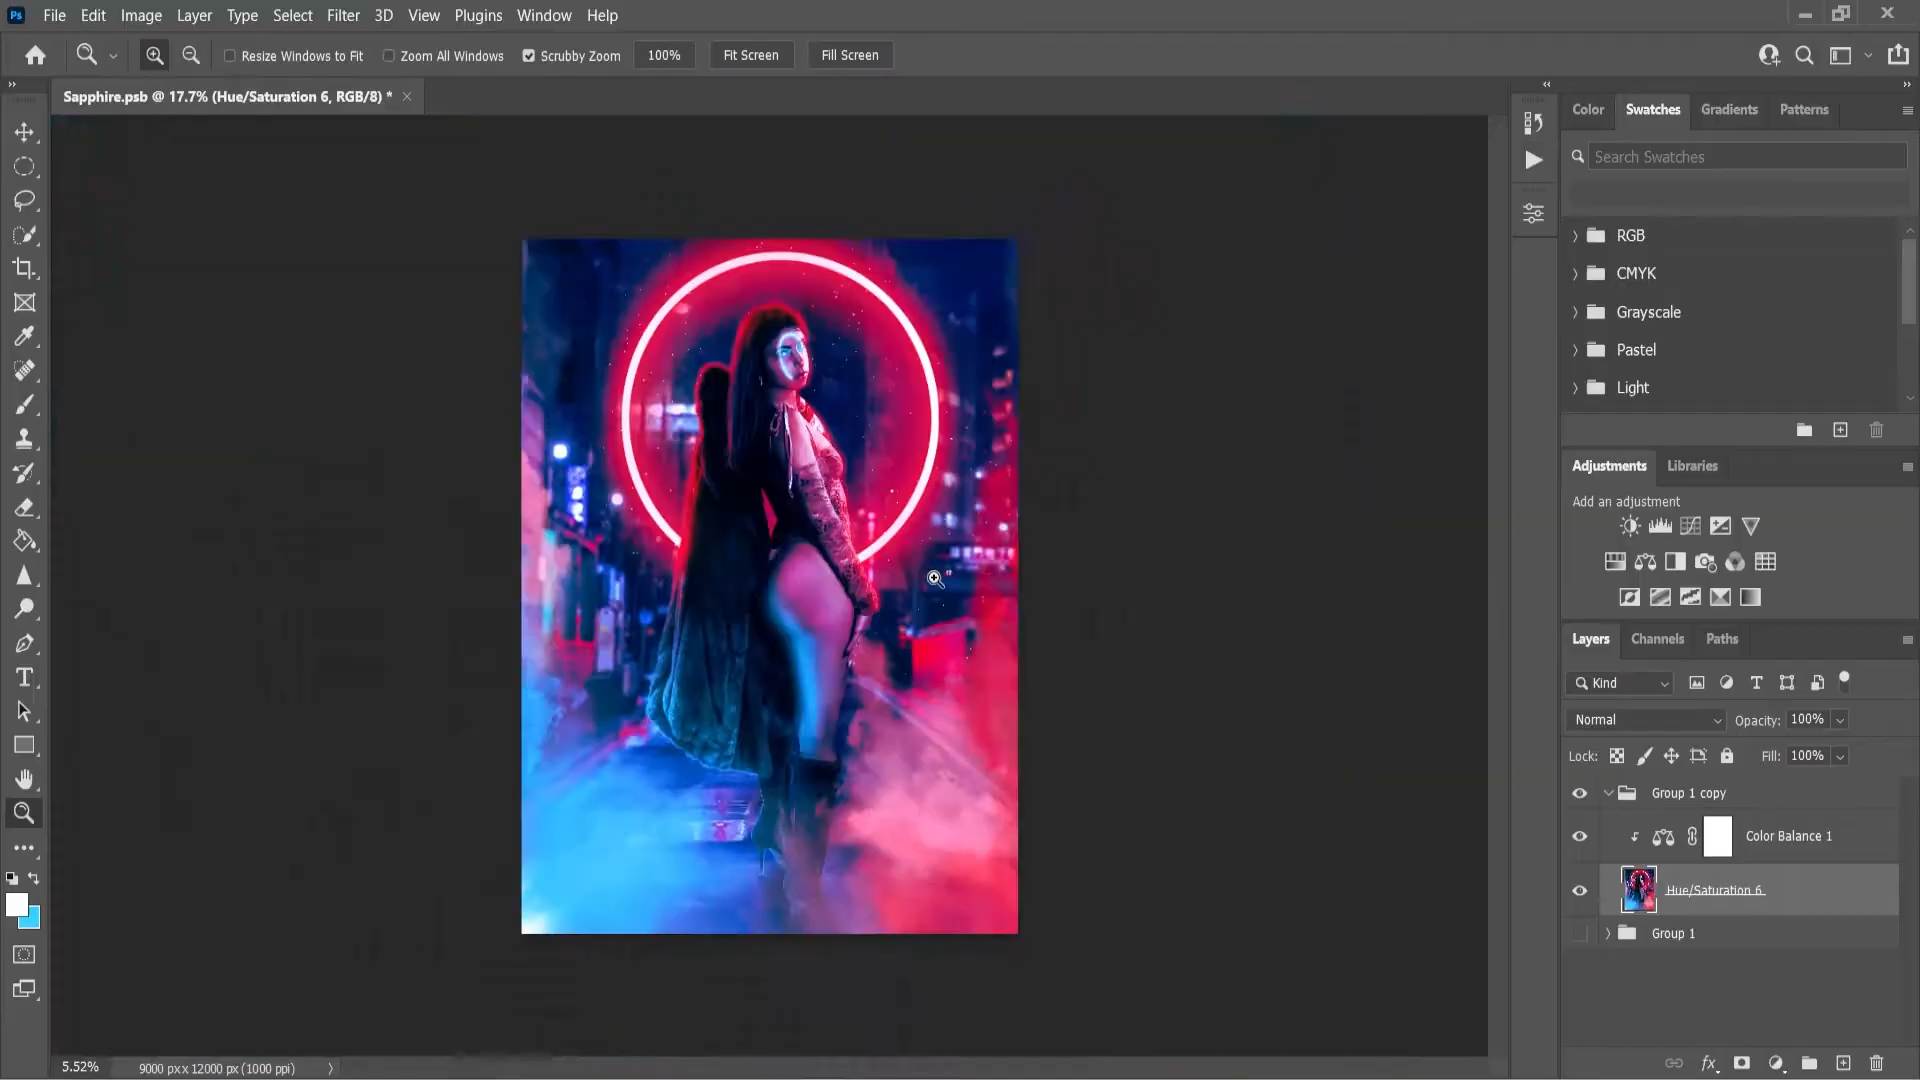 Ps File Edit Image Layer Type Select Filter 3D View Plugins Window Help
Resize Windows to Fit Zoom All Windows Scrubby Zoom 100% Fit Screen Fill Screen
Sapphire.psb @ 17.7% (Hue/Saturation 6, RGB/8) *
Color Swatches Gradients Patterns
Search Swatches
RGB
CMYK
Grayscale
Pastel
Light
Adjustments Libraries
Add an adjustment
Layers Channels Paths
Kind
Normal Opacity: 100%
Lock: Fill: 100%
Group 1 copy
Color Balance 1
Hue/Saturation 6
Group 1
5.52% 9000 px x 12000 px (1000 ppi)
fx